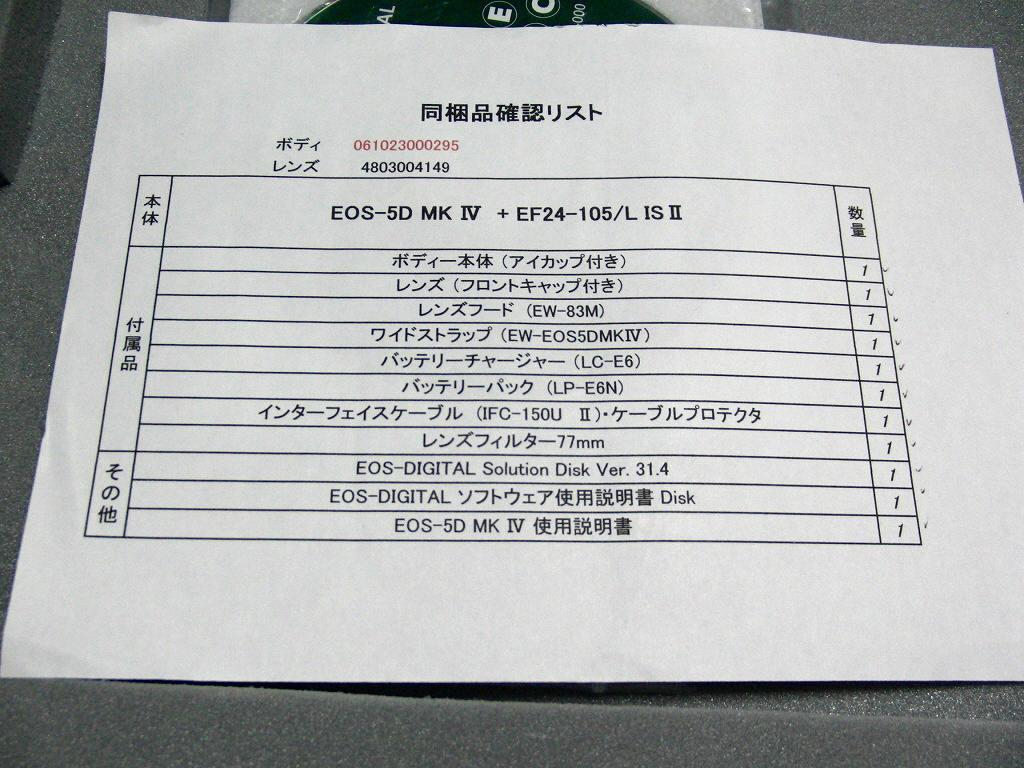 AL
E
O
000
同梱品確認リスト
ボディ 061023000295
レンズ 4803004149
本体 EOS-5D MK Ⅳ + EF24-105/L IS Ⅱ 数量
付属品
ボディー本体（アイカップ付き） 1
レンズ（フロントキャップ付き） 1
レンズフード（EW-83M） 1
ワイドストラップ（EW-EOS5DMKⅣ） 1
バッテリーチャージャー（LC-E6） 1
バッテリーパック（LP-E6N） 1
インターフェイスケーブル（IFC-150U Ⅱ）・ケーブルプロテクタ 1
レンズフィルター77mm 1
その他
EOS-DIGITAL Solution Disk Ver. 31.4 1
EOS-DIGITAL ソフトウェア使用説明書 Disk 1
EOS-5D MK Ⅳ 使用説明書 1